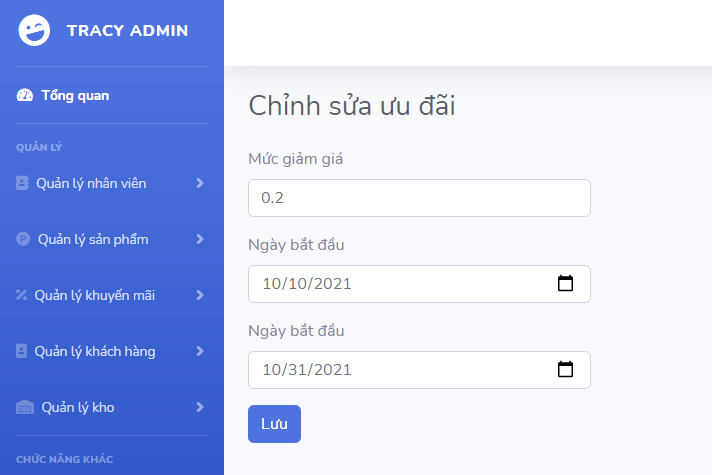 TRACY ADMIN
Tổng quan
QUẢN LÝ
Quản lý nhân viên
Quản lý sản phẩm
Quản lý khuyến mãi
Quản lý khách hàng
Quản lý kho
CHỨC NĂNG KHÁC
Chỉnh sửa ưu đãi
Mức giảm giá
0.2
Ngày bắt đầu
10/10/2021
Ngày bắt đầu
10/31/2021
Lưu